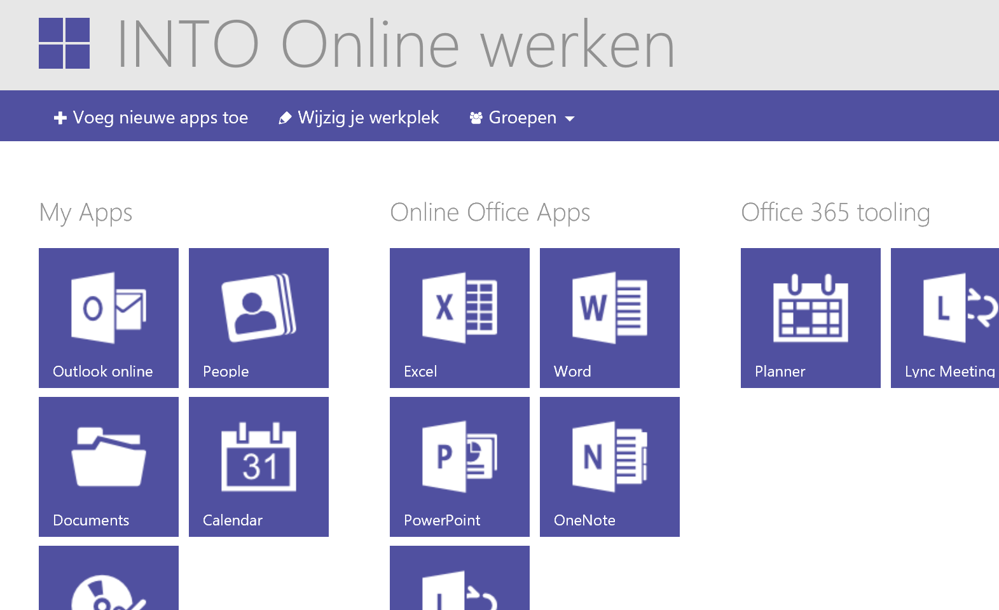 INTO Online werken
Voeg nieuwe apps toe
Wijzig je werkplek
Groepen
My Apps
Online Office Apps
Office 365 tooling
O
X
W
L
Outlook online
People
Excel
Word
Planner
Lync Meeting
31
P
N
Documents
Calendar
PowerPoint
OneNote
L